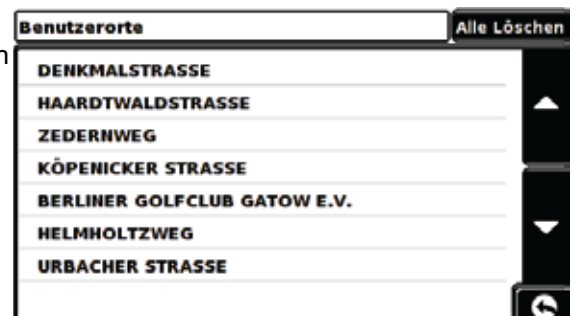 Benutzerorte
Alle Löschen
n
DENKMALSTRASSE
HAARDTWALDSTRASSE
ZEDERNWEG
KÖPENICKER STRASSE
BERLINER GOLFCLUB GATOW E.V.
HELMHOLTZWEG
URBACHER STRASSE